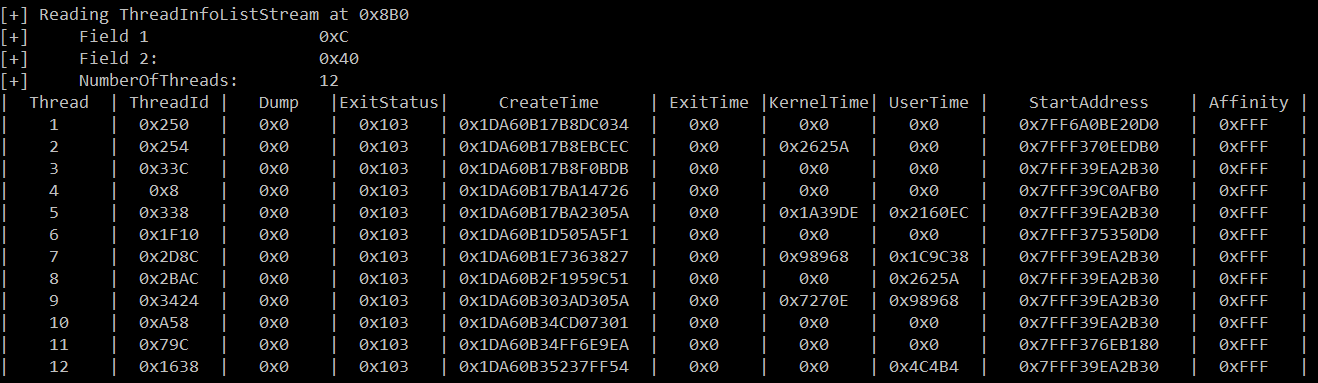 [+] Reading ThreadInfoListStream at 0x8B0
[+] Field 1 0xC
[+] Field 2: 0x40
[+] NumberOfThreads: 12
| Thread | ThreadId | Dump |ExitStatus| CreateTime | ExitTime |KernelTime| UserTime | StartAddress | Affinity |
| 1 | 0x250 | 0x0 | 0x103 | 0x1DA60B17B8DC034 | 0x0 | 0x0 | 0x0 | 0x7FF6A0BE20D0 | 0xFFF |
| 2 | 0x254 | 0x0 | 0x103 | 0x1DA60B17B8EBCEC | 0x0 | 0x2625A | 0x0 | 0x7FFF370EEDB0 | 0xFFF |
| 3 | 0x33C | 0x0 | 0x103 | 0x1DA60B17B8F0BDB | 0x0 | 0x0 | 0x0 | 0x7FFF39EA2B30 | 0xFFF |
| 4 | 0x8 | 0x0 | 0x103 | 0x1DA60B17BA14726 | 0x0 | 0x0 | 0x0 | 0x7FFF39C0AFB0 | 0xFFF |
| 5 | 0x338 | 0x0 | 0x103 | 0x1DA60B17BA2305A | 0x0 | 0x1A39DE | 0x2160EC | 0x7FFF39EA2B30 | 0xFFF |
| 6 | 0x1F10 | 0x0 | 0x103 | 0x1DA60B1D505A5F1 | 0x0 | 0x0 | 0x0 | 0x7FFF375350D0 | 0xFFF |
| 7 | 0x2D8C | 0x0 | 0x103 | 0x1DA60B1E7363827 | 0x0 | 0x98968 | 0x1C9C38 | 0x7FFF39EA2B30 | 0xFFF |
| 8 | 0x2BAC | 0x0 | 0x103 | 0x1DA60B2F1959C51 | 0x0 | 0x0 | 0x2625A | 0x7FFF39EA2B30 | 0xFFF |
| 9 | 0x3424 | 0x0 | 0x103 | 0x1DA60B303AD305A | 0x0 | 0x7270E | 0x98968 | 0x7FFF39EA2B30 | 0xFFF |
| 10 | 0xA58 | 0x0 | 0x103 | 0x1DA60B34CD07301 | 0x0 | 0x0 | 0x0 | 0x7FFF39EA2B30 | 0xFFF |
| 11 | 0x79C | 0x0 | 0x103 | 0x1DA60B34FF6E9EA | 0x0 | 0x0 | 0x0 | 0x7FFF376EB180 | 0xFFF |
| 12 | 0x1638 | 0x0 | 0x103 | 0x1DA60B35237FF54 | 0x0 | 0x0 | 0x4C4B4 | 0x7FFF39EA2B30 | 0xFFF |